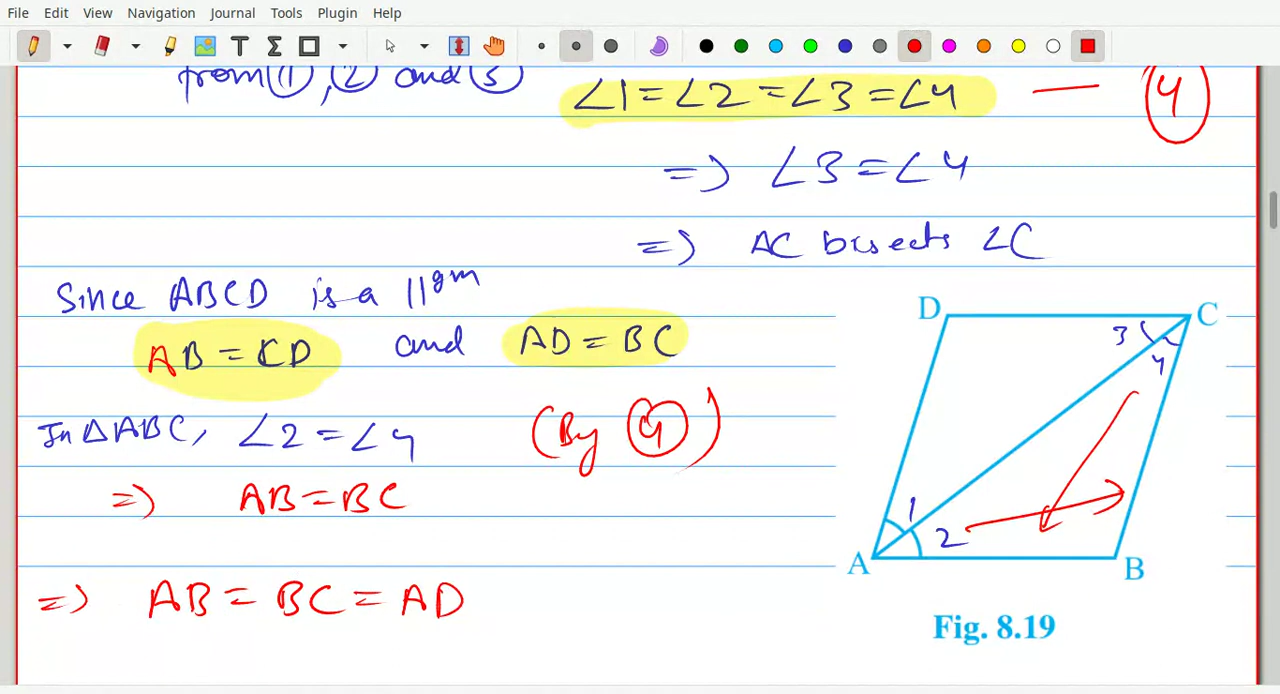 File Edit View Navigation Journal Tools Plugin Help
from (1), (2) and (3)
∠1 = ∠2 = ∠3 = ∠4 — (4)
=> ∠3 = ∠4
=> AC bisects ∠C
Since ABCD is a ||gm
AB = CD and AD = BC
In △ABC, ∠2 = ∠4 (By (4))
=> AB = BC
=> AB = BC = AD
D C
3
4
1
2
A B
Fig. 8.19